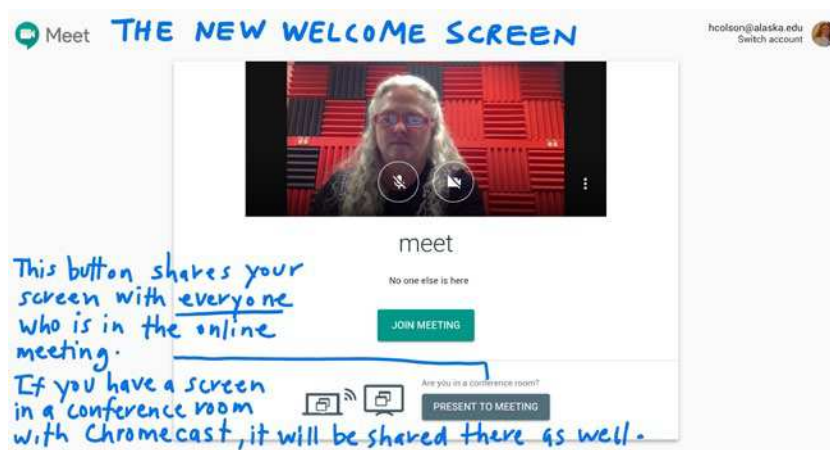 Meet THE NEW WELCOME SCREEN
hcolson@alaska.edu
Switch account
meet
No one else is here
JOIN MEETING
This button shares your
screen with everyone
who is in the online
meeting.
Are you in a conference room?
PRESENT TO MEETING
If you have a screen
in a conference room
with Chromecast, it will be shared there as well.